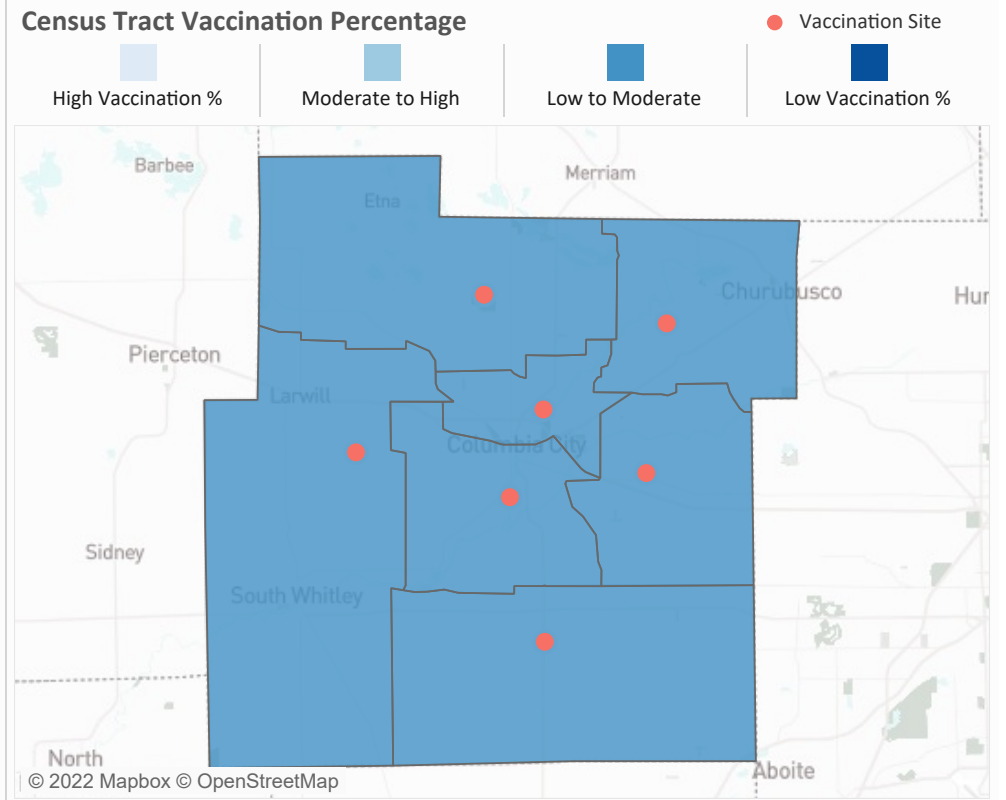 Census Tract Vaccination Percentage
Vaccination Site
High Vaccination %
Moderate to High
Low to Moderate
Low Vaccination %
Barbee
Merriam
Etna
Churubusco
Hur
Pierceton
Larwill
Columbia City
Sidney
South Whitley
North
Aboite
© 2022 Mapbox © OpenStreetMap